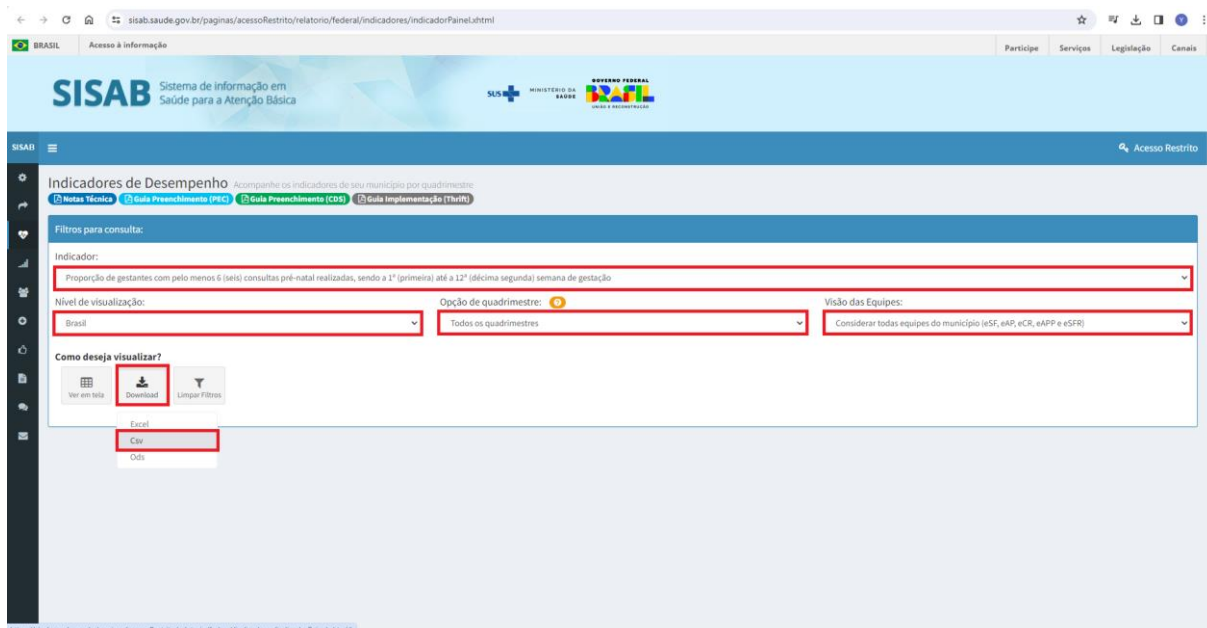 sisab.saude.gov.br/paginas/acessoRestrito/relatorio/federal/indicadores/indicadorPainel.xhtml
BRASIL Acesso à informação Participe Serviços Legislação Canais
SISAB Sistema de informação em
Saúde para a Atenção Básica
SUS MINISTÉRIO DA
SAÚDE
GOVERNO FEDERAL
BRASIL
UNIÃO E RECONSTRUÇÃO
SISAB Acesso Restrito
Indicadores de Desempenho Acompanhe os indicadores do seu município por quadrimestre
Notas Técnica Guia Preenchimento (PEC) Guia Preenchimento (CDS) Guia Implementação (Thrift)
Filtros para consulta:
Indicador:
Proporção de gestantes com pelo menos 6 (seis) consultas pré-natal realizadas, sendo a 1ª (primeira) até a 12ª (décima segunda) semana de gestação
Nível de visualização: Opção de quadrimestre: Visão das Equipes:
Brasil Todos os quadrimestres Considerar todas equipes do município (eSF, eAP, eCR, eAPP e eSFR)
Como deseja visualizar?
Ver em tela Download Limpar Filtros
Excel
Csv
Ods